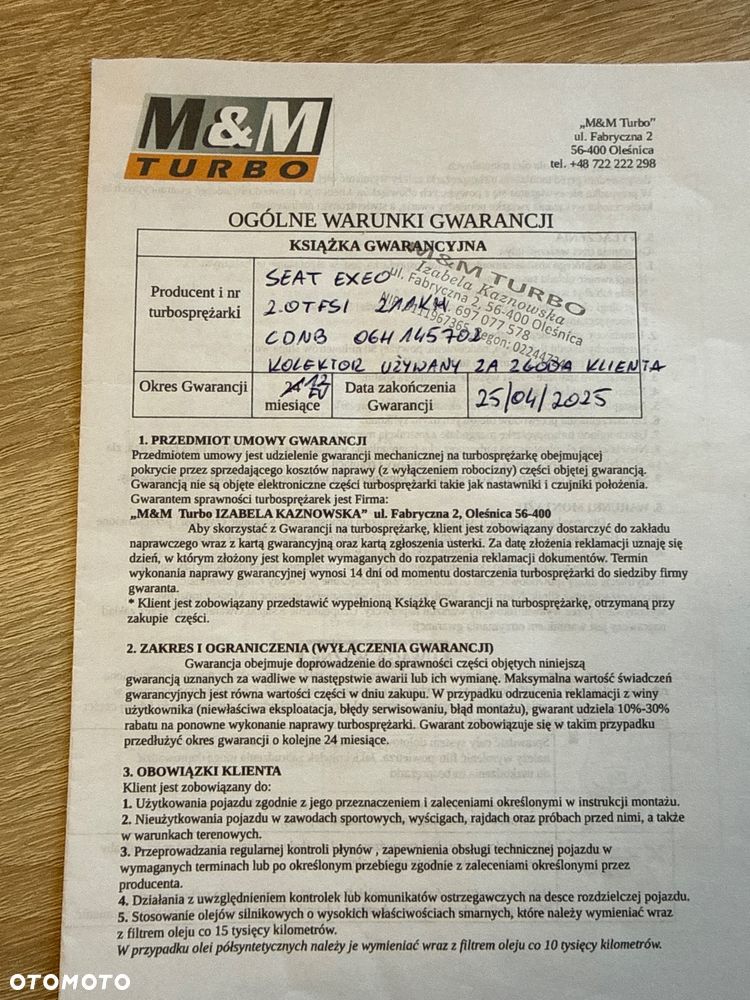 M&M
TURBO
„M&M Turbo”
ul. Fabryczna 2
56-400 Oleśnica
tel. +48 722 222 298
OGÓLNE WARUNKI GWARANCJI
KSIĄŻKA GWARANCYJNA
Producent i nr
turbosprężarki
SEAT EXEO
2.0TFSI 211KM
CDNB 06H145702
KOLEKTOR UŻYWANY ZA ZGODĄ KLIENTA
M&M TURBO
Izabela Kaznowska
ul. Fabryczna 2, 56-400 Oleśnica
697 077 578
Okres Gwarancji
24 12
miesiące
Data zakończenia
Gwarancji
25/04/2025
1. PRZEDMIOT UMOWY GWARANCJI
Przedmiotem umowy jest udzielenie gwarancji mechanicznej na turbosprężarkę obejmującej
pokrycie przez sprzedającego kosztów naprawy (z wyłączeniem robocizny) części objętej gwarancją.
Gwarancją nie są objęte elektroniczne części turbosprężarki takie jak nastawniki i czujniki położenia.
Gwarantem sprawności turbosprężarek jest Firma:
„M&M Turbo IZABELA KAZNOWSKA” ul. Fabryczna 2, Oleśnica 56-400
Aby skorzystać z Gwarancji na turbosprężarkę, klient jest zobowiązany dostarczyć do zakładu
naprawczego wraz z kartą gwarancyjną oraz kartą zgłoszenia usterki. Za datę złożenia reklamacji uznaję się
dzień, w którym złożony jest komplet wymaganych do rozpatrzenia reklamacji dokumentów. Termin
wykonania naprawy gwarancyjnej wynosi 14 dni od momentu dostarczenia turbosprężarki do siedziby firmy
gwaranta.
* Klient jest zobowiązany przedstawić wypełnioną Książkę Gwarancji na turbosprężarkę, otrzymaną przy
zakupie części.
2. ZAKRES I OGRANICZENIA (WYŁĄCZENIA GWARANCJI)
Gwarancja obejmuje doprowadzenie do sprawności części objętych niniejszą
gwarancją uznanych za wadliwe w następstwie awarii lub ich wymianę. Maksymalna wartość świadczeń
gwarancyjnych jest równa wartości części w dniu zakupu. W przypadku odrzucenia reklamacji z winy
użytkownika (niewłaściwa eksploatacja, błędy serwisowaniu, błąd montażu), gwarant udziela 10%-30%
rabatu na ponowne wykonanie naprawy turbosprężarki. Gwarant zobowiązuje się w takim przypadku
przedłużyć okres gwarancji o kolejne 24 miesiące.
3. OBOWIĄZKI KLIENTA
Klient jest zobowiązany do:
1. Użytkowania pojazdu zgodnie z jego przeznaczeniem i zaleceniami określonymi w instrukcji montażu.
2. Nieużytkowania pojazdu w zawodach sportowych, wyścigach, rajdach oraz próbach przed nimi, a także
w warunkach terenowych.
3. Przeprowadzania regularnej kontroli płynów , zapewnienia obsługi technicznej pojazdu w
wymaganych terminach lub po określonym przebiegu zgodnie z zaleceniami określonymi przez
producenta.
4. Działania z uwzględnieniem kontrolek lub komunikatów ostrzegawczych na desce rozdzielczej pojazdu.
5. Stosowanie olejów silnikowych o wysokich właściwościach smarnych, które należy wymieniać wraz
z filtrem oleju co 15 tysięcy kilometrów.
W przypadku olei półsyntetycznych należy je wymieniać wraz z filtrem oleju co 10 tysięcy kilometrów.
OTOMOTO